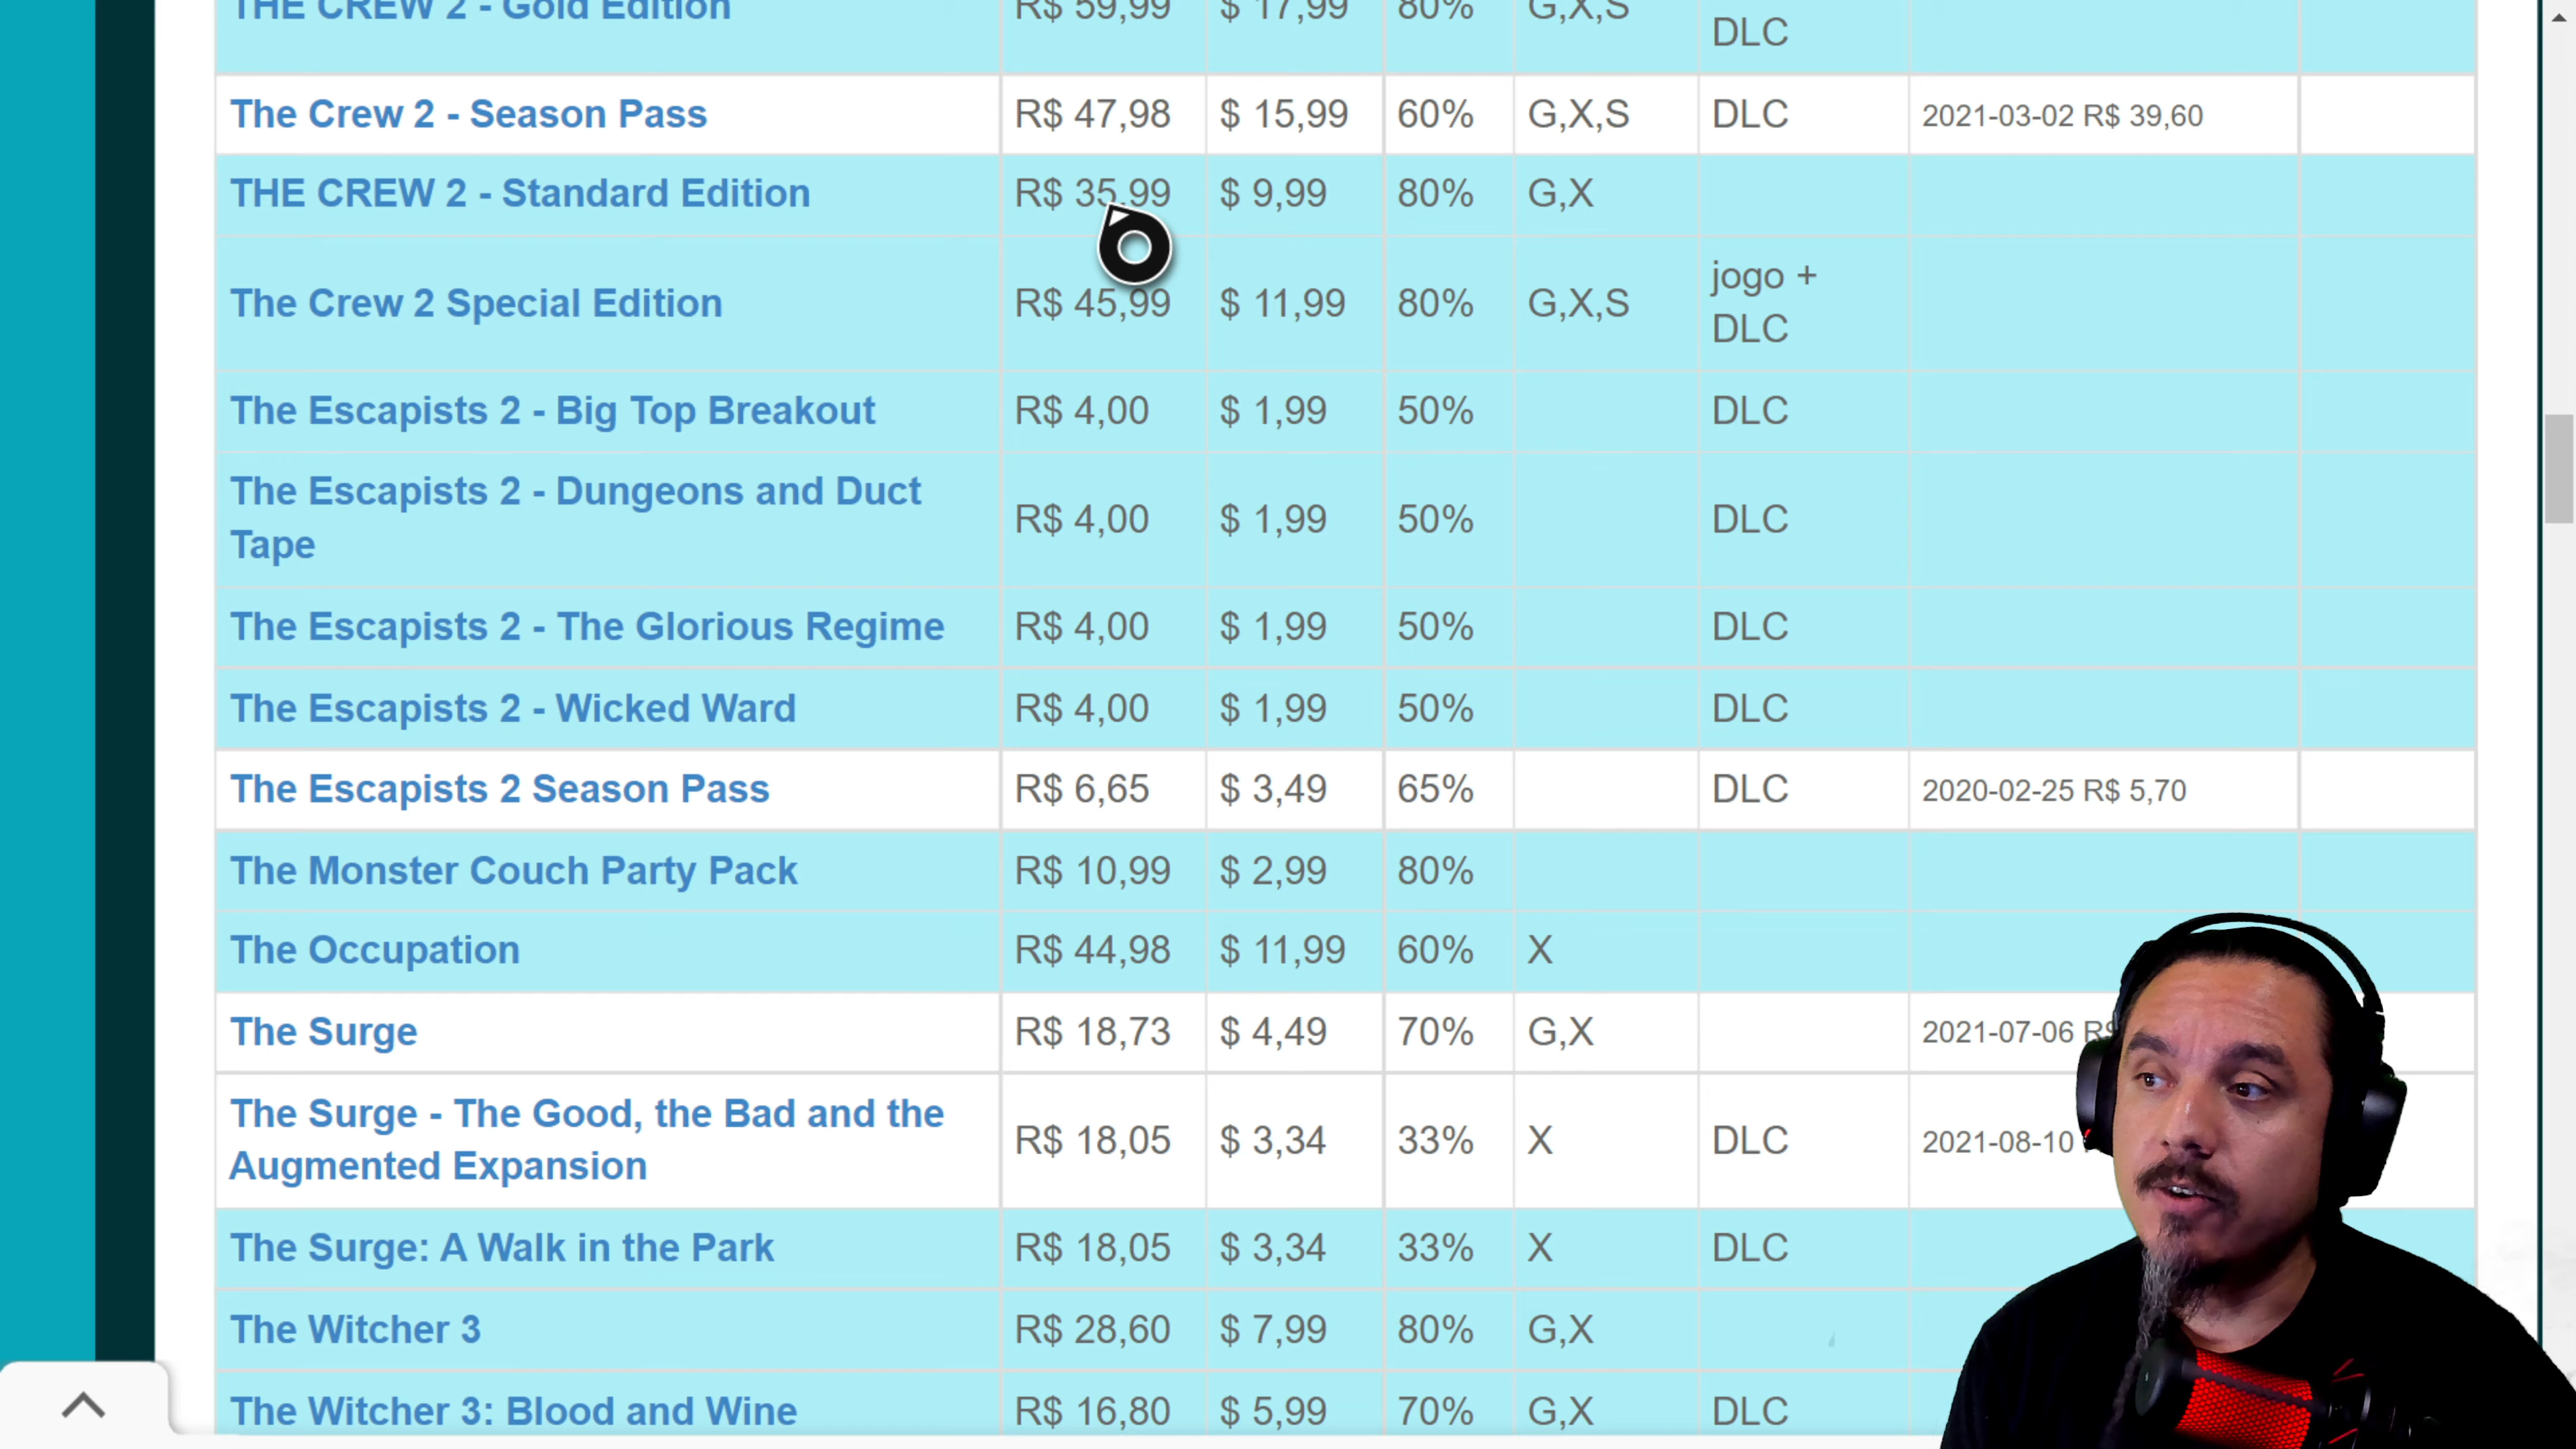 THE CREW 2 - Gold Edition R$ 59,99 $ 17,99 80% G,X,S DLC
The Crew 2 - Season Pass R$ 47,98 $ 15,99 60% G,X,S DLC 2021-03-02 R$ 39,60
THE CREW 2 - Standard Edition R$ 35,99 $ 9,99 80% G,X
The Crew 2 Special Edition R$ 45,99 $ 11,99 80% G,X,S jogo +
DLC
The Escapists 2 - Big Top Breakout R$ 4,00 $ 1,99 50% DLC
The Escapists 2 - Dungeons and Duct
Tape R$ 4,00 $ 1,99 50% DLC
The Escapists 2 - The Glorious Regime R$ 4,00 $ 1,99 50% DLC
The Escapists 2 - Wicked Ward R$ 4,00 $ 1,99 50% DLC
The Escapists 2 Season Pass R$ 6,65 $ 3,49 65% DLC 2020-02-25 R$ 5,70
The Monster Couch Party Pack R$ 10,99 $ 2,99 80%
The Occupation R$ 44,98 $ 11,99 60% X
The Surge R$ 18,73 $ 4,49 70% G,X 2021-07-06
The Surge - The Good, the Bad and the
Augmented Expansion R$ 18,05 $ 3,34 33% X DLC 2021-08-10
The Surge: A Walk in the Park R$ 18,05 $ 3,34 33% X DLC
The Witcher 3 R$ 28,60 $ 7,99 80% G,X
The Witcher 3: Blood and Wine R$ 16,80 $ 5,99 70% G,X DLC